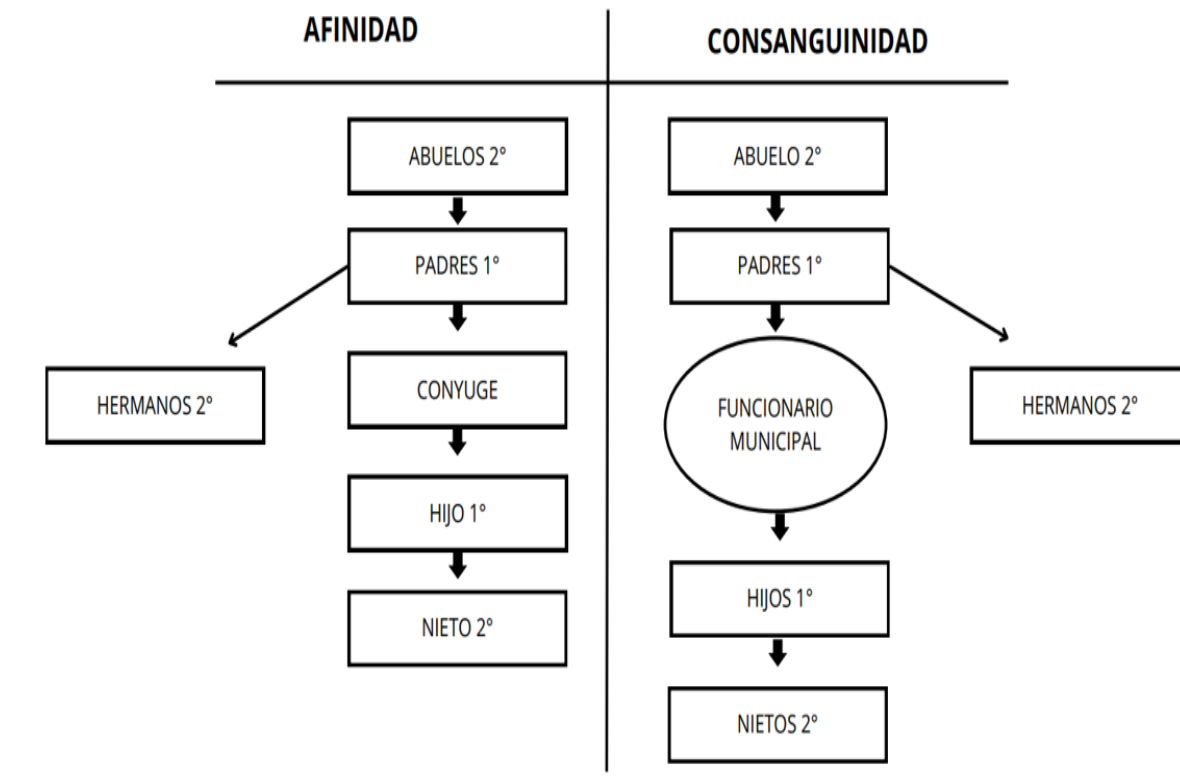 AFINIDAD
ABUELOS 2°
PADRES 1°
HERMANOS 2°
CONYUGE
HIJO 1°
NIETO 2°
CONSANGUINIDAD
ABUELO 2°
PADRES 1°
FUNCIONARIO
MUNICIPAL
HERMANOS 2°
HIJOS 1°
NIETOS 2°